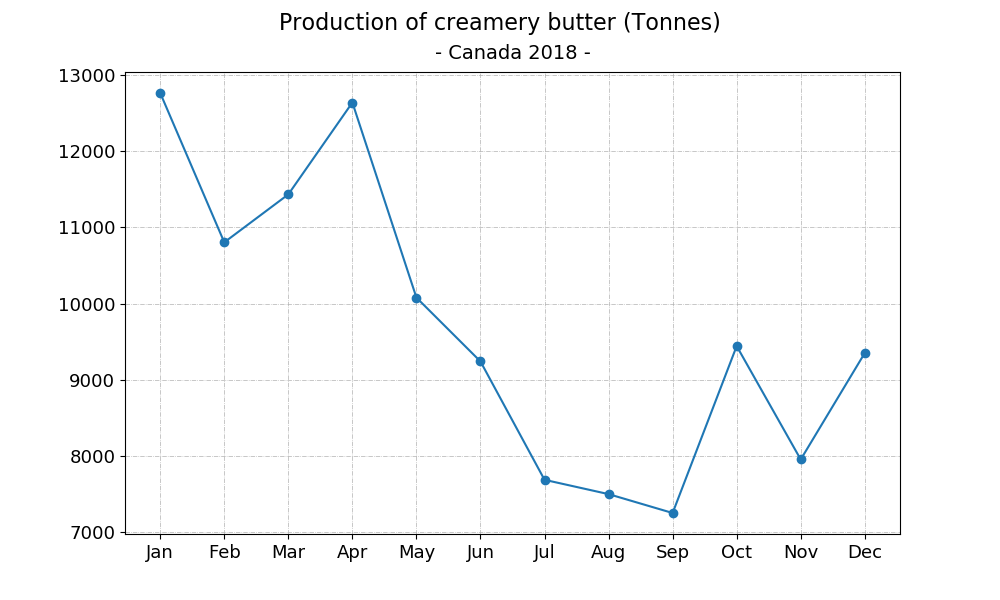 Production of creamery butter (Tonnes)
- Canada 2018 -
13000
12000
11000
10000
9000
8000
7000
Jan Feb Mar Apr May Jun Jul Aug Sep Oct Nov Dec